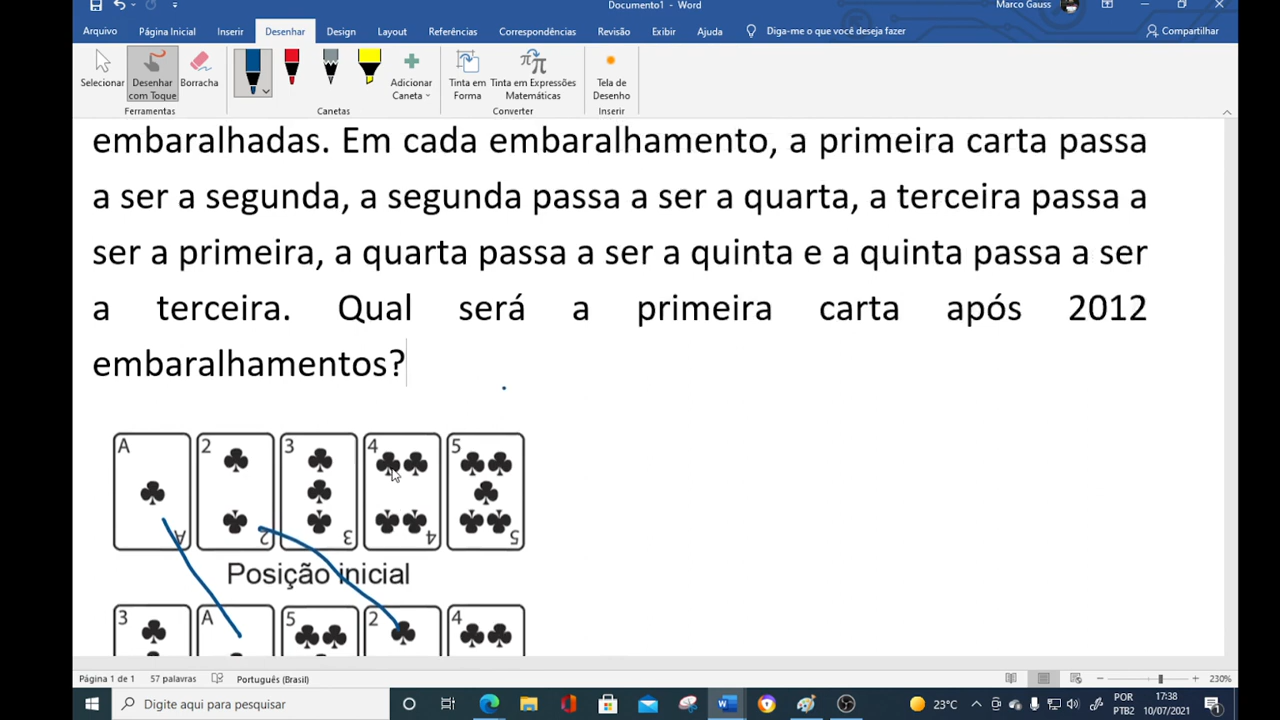 Documento1 - Word
Marco Gauss
Arquivo Página Inicial Inserir Desenhar Design Layout Referências Correspondências Revisão Exibir Ajuda Diga-me o que você deseja fazer Compartilhar
Selecionar Desenhar com Toque Borracha Adicionar Caneta Tinta em Forma Tinta em Expressões Matemáticas Tela de Desenho
Ferramentas Canetas Converter Inserir
embaralhadas. Em cada embaralhamento, a primeira carta passa
a ser a segunda, a segunda passa a ser a quarta, a terceira passa a
ser a primeira, a quarta passa a ser a quinta e a quinta passa a ser
a terceira. Qual será a primeira carta após 2012
embaralhamentos?
A 2 3 4 5
A 2 3 4 5
Posição inicial
3 A 5 2 4
Página 1 de 1 57 palavras Português (Brasil) 230%
Digite aqui para pesquisar 23°C POR PTB2 17:38 10/07/2021